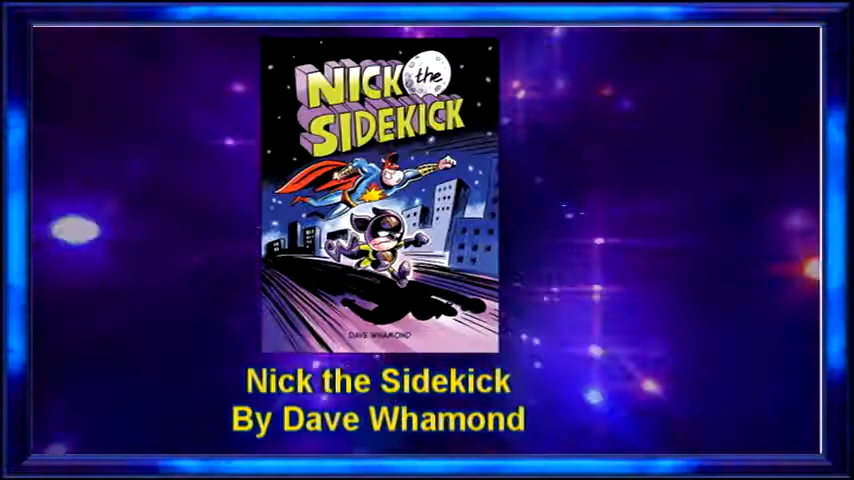 NICK the
SIDEKICK
DAVE WHAMOND
Nick the Sidekick
By Dave Whamond